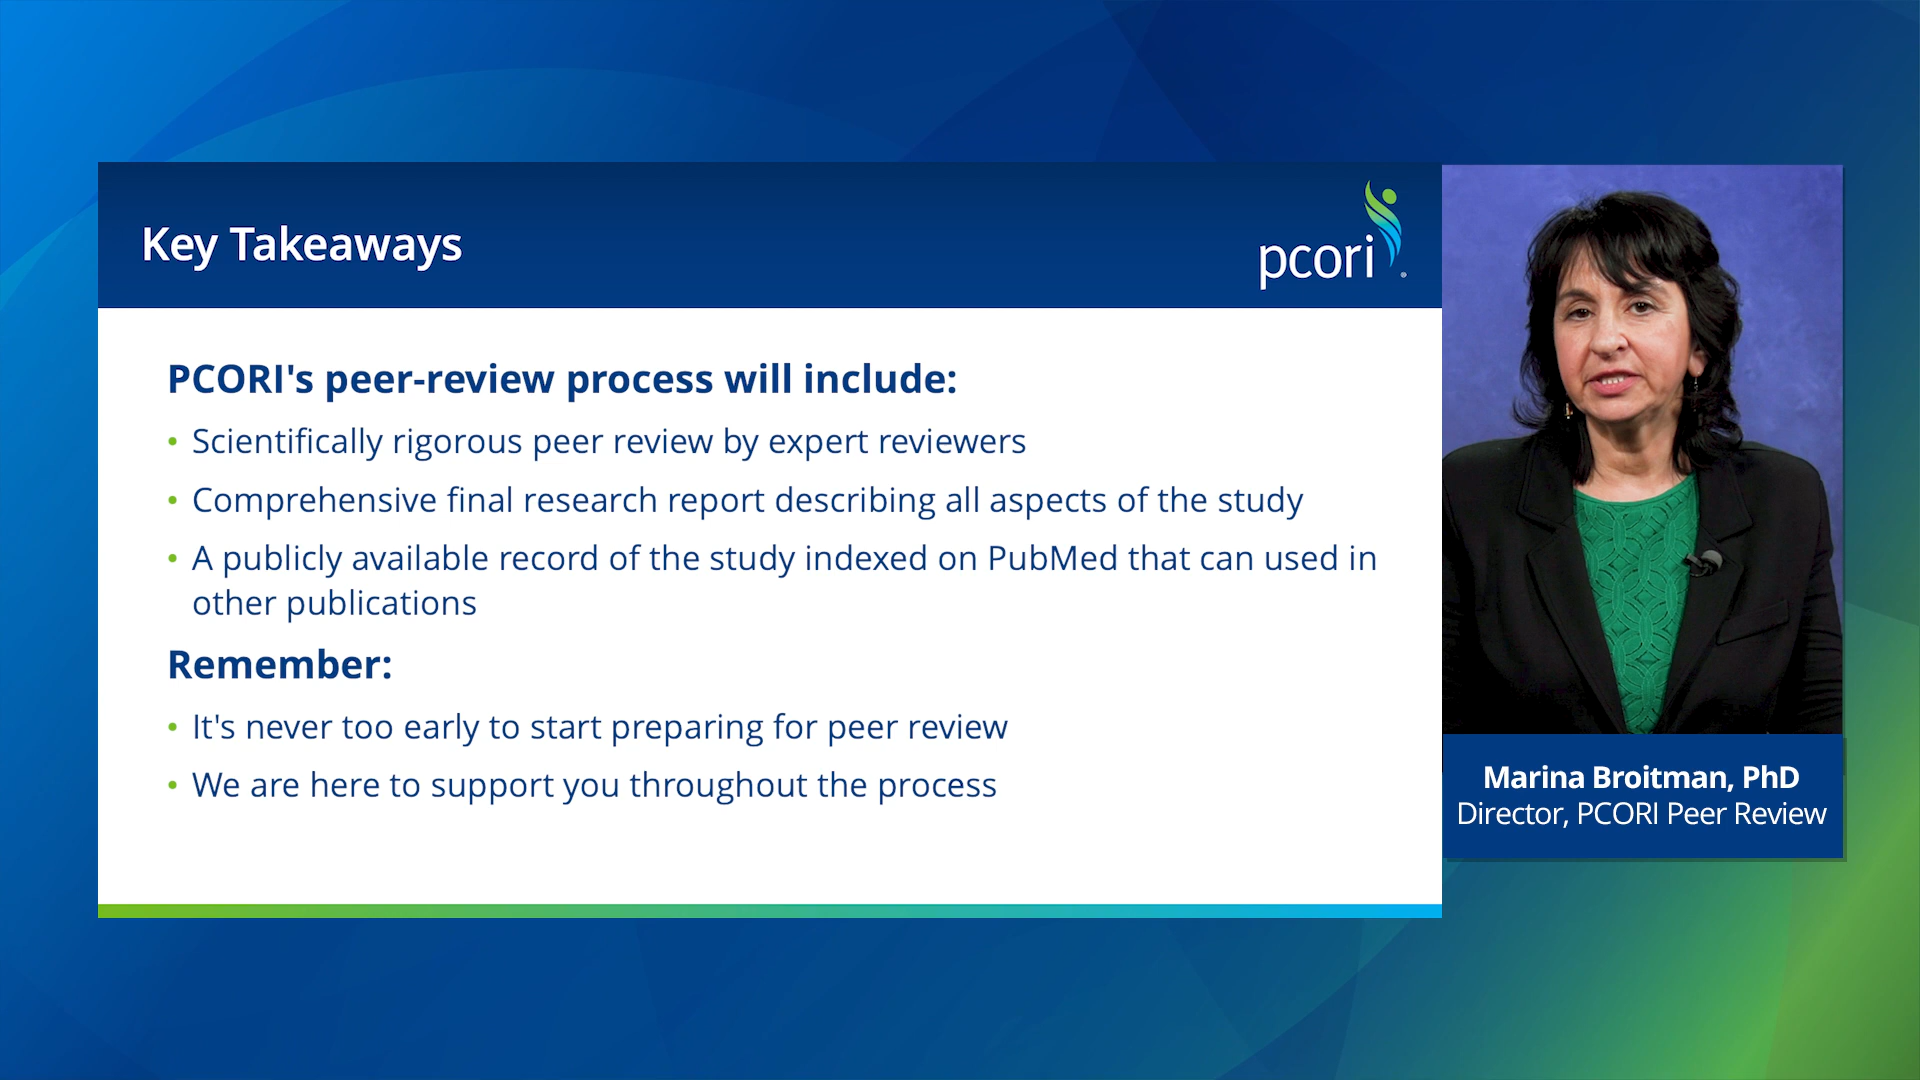 Key Takeaways
pcori
PCORI's peer-review process will include:
• Scientifically rigorous peer review by expert reviewers
• Comprehensive final research report describing all aspects of the study
• A publicly available record of the study indexed on PubMed that can used in
other publications
Remember:
• It's never too early to start preparing for peer review
• We are here to support you throughout the process
Marina Broitman, PhD
Director, PCORI Peer Review